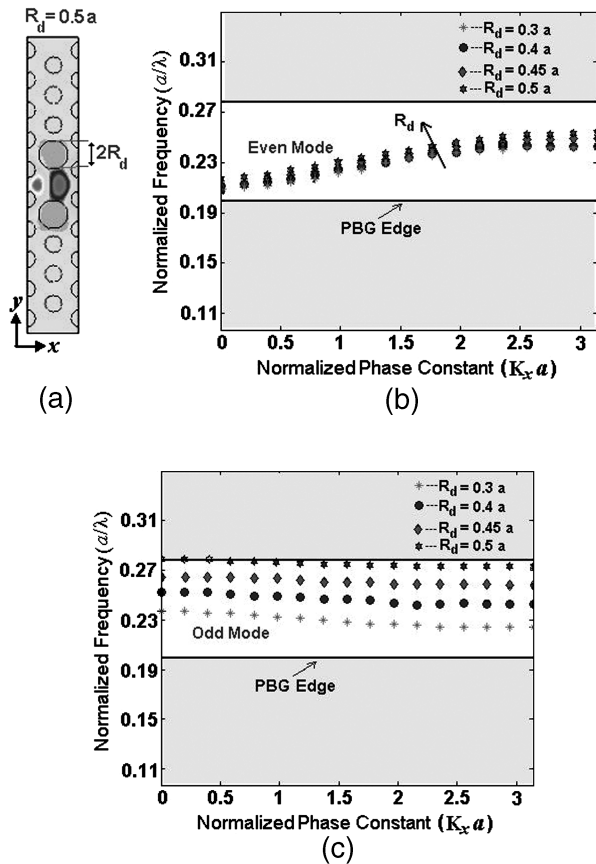 R_d = 0.5 a
2R_d
y
x
(a)
Normalized Frequency (a/λ)
0.31
0.27
0.23
0.19
0.15
0.11
---R_d = 0.3 a
---R_d = 0.4 a
---R_d = 0.45 a
---R_d = 0.5 a
R_d
Even Mode
PBG Edge
0 0.5 1 1.5 2 2.5 3
Normalized Phase Constant (K_x a)
(b)
Normalized Frequency (a/λ)
0.31
0.27
0.23
0.19
0.15
0.11
---R_d = 0.3 a
---R_d = 0.4 a
---R_d = 0.45 a
---R_d = 0.5 a
Odd Mode
PBG Edge
0 0.5 1 1.5 2 2.5 3
Normalized Phase Constant (K_x a)
(c)